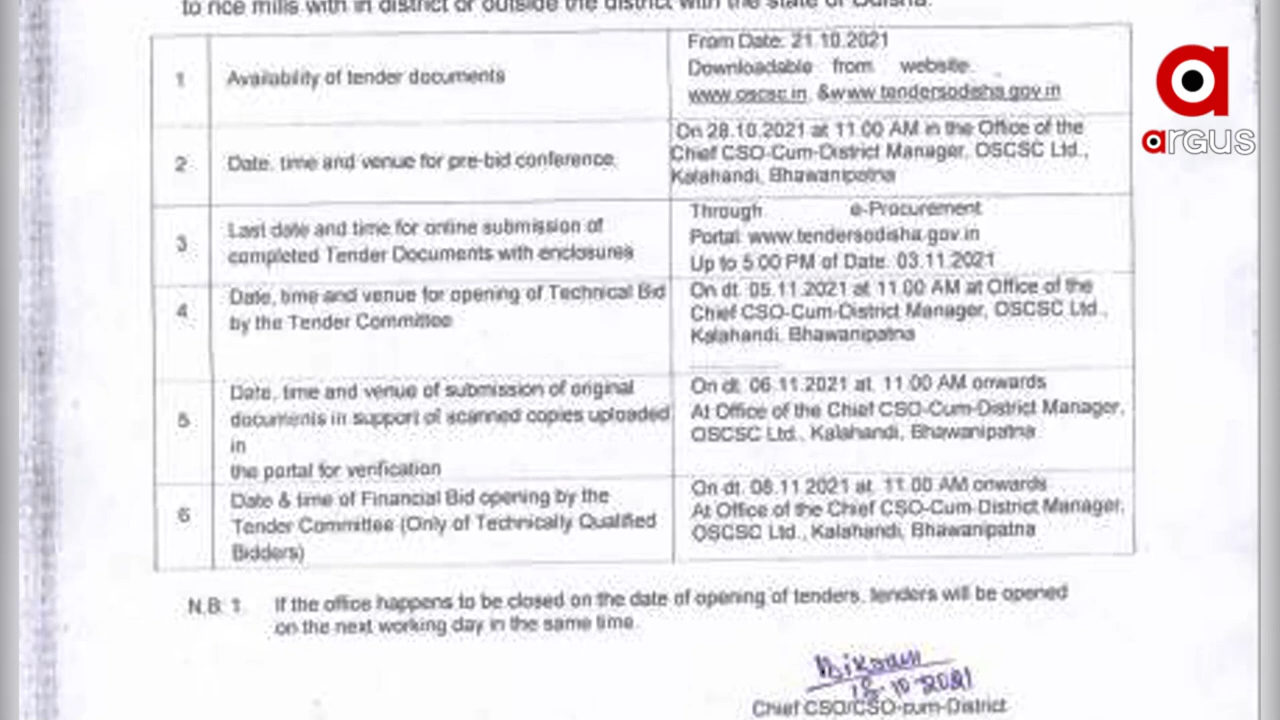 to rice mills with in district or outside the district with the state of Odisha.
1 Availability of tender documents
From Date: 21.10.2021
Downloadable from website.
www.oscsc.in &www.tendersodisha.gov.in
2 Date, time and venue for pre-bid conference.
On 28.10.2021 at 11.00 AM in the Office of the
Chief CSO-Cum-District Manager, OSCSC Ltd.,
Kalahandi, Bhawanipatna
3 Last date and time for online submission of
completed Tender Documents with enclosures
Through e-Procurement
Portal www.tendersodisha.gov.in
Up to 5.00 PM of Date. 03.11.2021
4 Date, time and venue for opening of Technical Bid
by the Tender Committee
On dt. 05.11.2021 at 11.00 AM at Office of the
Chief CSO-Cum-District Manager, OSCSC Ltd.,
Kalahandi, Bhawanipatna
5 Date, time and venue of submission of original
documents in support of scanned copies uploaded
in
the portal for verification
On dt. 06.11.2021 at 11.00 AM onwards
At Office of the Chief CSO-Cum-District Manager,
OSCSC Ltd., Kalahandi, Bhawanipatna
6 Date & time of Financial Bid opening by the
Tender Committee (Only of Technically Qualified
Bidders)
On dt. 08.11.2021 at 11.00 AM onwards
At Office of the Chief CSO-Cum-District Manager,
OSCSC Ltd., Kalahandi, Bhawanipatna
N.B. 1. If the office happens to be closed on the date of opening of tenders, tenders will be opened
on the next working day in the same time.
18.10.2021
Chief CSO/CSO-cum-District
argus